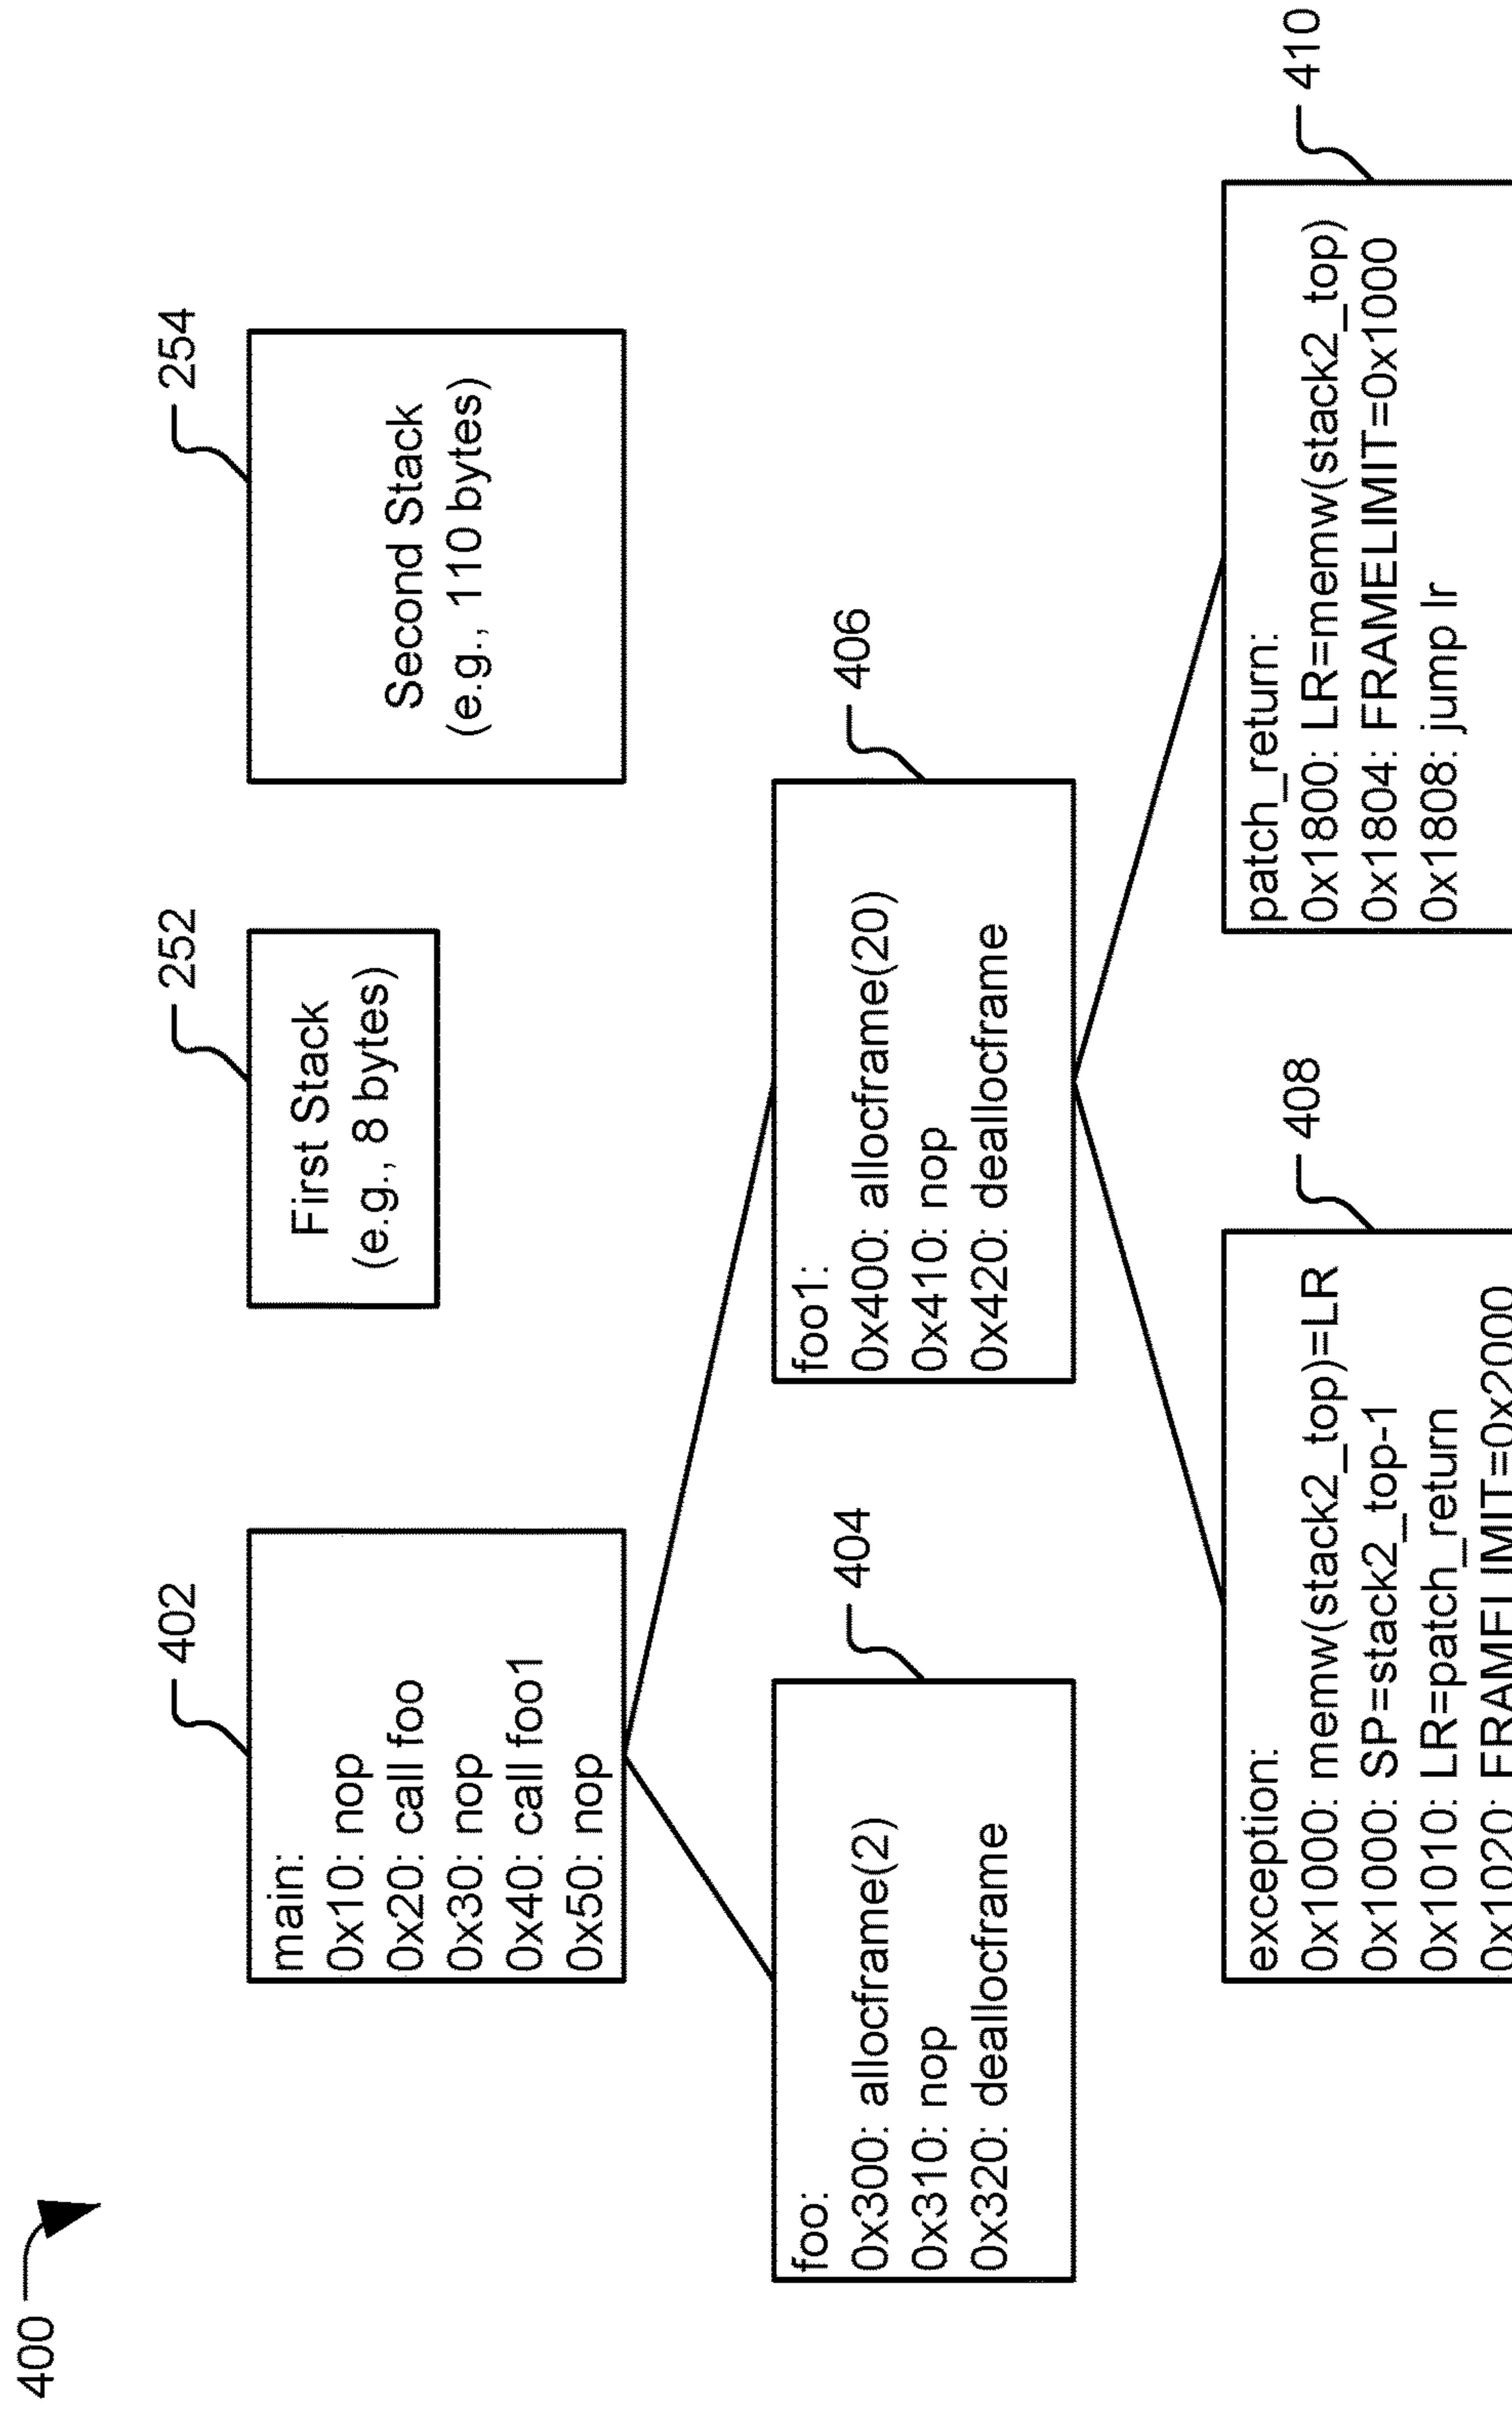 400
402
main:
0x10: nop
0x20: call foo
0x30: nop
0x40: call foo1
0x50: nop
252
First Stack
(e.g., 8 bytes)
254
Second Stack
(e.g., 110 bytes)
404
foo:
0x300: allocframe(2)
0x310: nop
0x320: deallocframe
406
foo1:
0x400: allocframe(20)
0x410: nop
0x420: deallocframe
408
exception:
0x1000: memw(stack2_top)=LR
0x1000: SP=stack2_top-1
0x1010: LR=patch_return
0x1020: FRAMELIMIT=0x2000
410
patch_return:
0x1800: LR=memw(stack2_top)
0x1804: FRAMELIMIT=0x1000
0x1808: jump lr